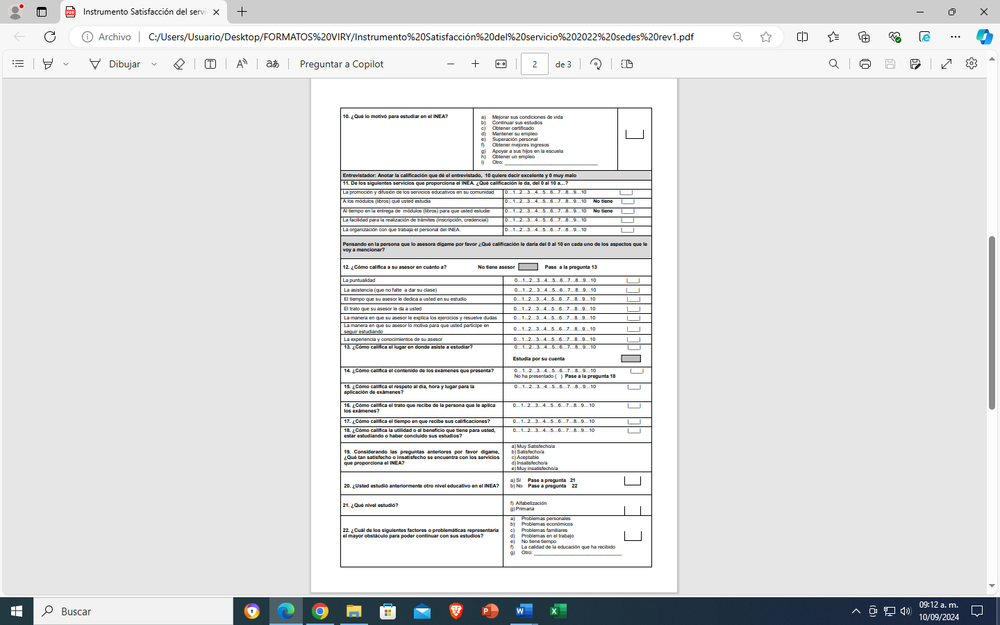 Instrumento Satisfacción del servi
Archivo
C:/Users/Usuario/Desktop/FORMATOS%20VIRY/Instrumento%20Satisfacción%20del%20servicio%202022%20sedes%20rev1.pdf
Dibujar
Preguntar a Copilot
2 de 3
10. ¿Qué lo motivó para estudiar en el INEA?
a) Mejorar sus condiciones de vida
b) Continuar sus estudios
c) Obtener certificado
d) Mantener su empleo
e) Superación personal
f) Obtener mejores ingresos
g) Apoyar a sus hijos en la escuela
h) Obtener un empleo
i) Otro:
Entrevistador: Anotar la calificación que dé el entrevistado, 10 quiere decir excelente y 0 muy malo
11. De los siguientes servicios que proporciona el INEA. ¿Qué calificación le da, del 0 al 10 a...?
La promoción y difusión de los servicios educativos en su comunidad 0…1…2…3…4…5…6…7…8…9…10
A los módulos (libros) qué usted estudia 0…1…2…3…4…5…6…7…8…9…10 No tiene
Al tiempo en la entrega de módulos (libros) para que usted estudie 0…1…2…3…4…5…6…7…8…9…10 No tiene
La facilidad para la realización de trámites (inscripción, credencial) 0…1…2…3…4…5…6…7…8…9…10
La organización con que trabaja el personal del INEA. 0…1…2…3…4…5…6…7…8…9…10
Pensando en la persona que lo asesora dígame por favor ¿Qué calificación le daría del 0 al 10 en cada uno de los aspectos que le
voy a mencionar?
12. ¿Cómo califica a su asesor en cuánto a? No tiene asesor Pase a la pregunta 13
La puntualidad 0…1…2…3…4…5…6…7…8…9…10
La asistencia (que no falte a dar su clase) 0…1…2…3…4…5…6…7…8…9…10
El tiempo que su asesor le dedica a usted en su estudio 0…1…2…3…4…5…6…7…8…9…10
El trato que su asesor le da a usted 0…1…2…3…4…5…6…7…8…9…10
La manera en que su asesor le explica los ejercicios y resuelve dudas 0…1…2…3…4…5…6…7…8…9…10
La manera en que su asesor lo motiva para que usted participe en
seguir estudiando 0…1…2…3…4…5…6…7…8…9…10
La experiencia y conocimientos de su asesor 0…1…2…3…4…5…6…7…8…9…10
13. ¿Cómo califica el lugar en donde asiste a estudiar? 0…1…2…3…4…5…6…7…8…9…10
Estudia por su cuenta
14. ¿Cómo califica el contenido de los exámenes que presenta? 0…1…2…3…4…5…6…7…8…9…10
No ha presentado ( ) Pase a la pregunta 18
15. ¿Cómo califica el respeto al día, hora y lugar para la 0…1…2…3…4…5…6…7…8…9…10
aplicación de exámenes?
16. ¿Cómo califica el trato que recibe de la persona que le aplica 0…1…2…3…4…5…6…7…8…9…10
los exámenes?
17. ¿Cómo califica el tiempo en que recibe sus calificaciones? 0…1…2…3…4…5…6…7…8…9…10
18. ¿Cómo califica la utilidad o el beneficio que tiene para usted, 0…1…2…3…4…5…6…7…8…9…10
estar estudiando o haber concluido sus estudios?
19. Considerando las preguntas anteriores por favor dígame,
¿Qué tan satisfecho o insatisfecho se encuentra con los servicios
que proporciona el INEA?
a) Muy Satisfecho/a
b) Satisfecho/a
c) Aceptable
d) Insatisfecho/a
e) Muy insatisfecho/a
20. ¿Usted estudió anteriormente otro nivel educativo en el INEA?
a) Sí Pase a pregunta 21
b) No Pase a pregunta 22
21. ¿Qué nivel estudió?
f) Alfabetización
g) Primaria
22. ¿Cuál de los siguientes factores o problemáticas representaría
el mayor obstáculo para poder continuar con sus estudios?
a) Problemas personales
b) Problemas económicos
c) Problemas familiares
d) Problemas en el trabajo
e) No tiene tiempo
f) La calidad de la educación que ha recibido
g) Otro:
Buscar
09:12 a. m.
10/09/2024